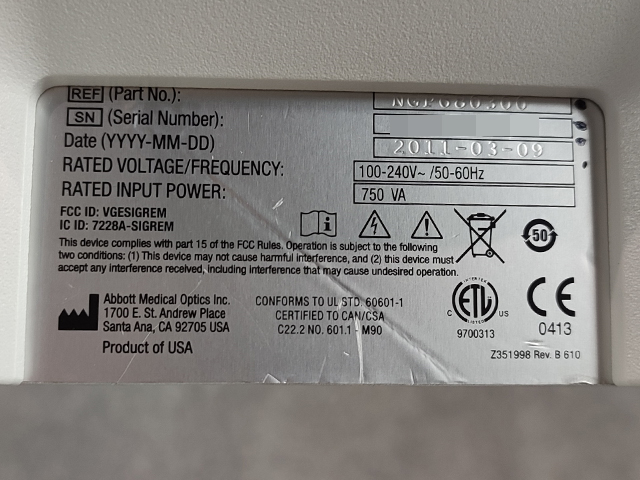 REF (Part No.): NGP680300
SN (Serial Number):
Date (YYYY-MM-DD) 2011-03-09
RATED VOLTAGE/FREQUENCY: 100-240V~ /50-60Hz
RATED INPUT POWER: 750 VA
FCC ID: VGESIGREM
IC ID: 7228A-SIGREM
50
This device complies with part 15 of the FCC Rules. Operation is subject to the following
two conditions: (1) This device may not cause harmful interference, and (2) this device must
accept any interference received, including interference that may cause undesired operation.
Abbott Medical Optics Inc.
1700 E. St. Andrew Place
Santa Ana, CA 92705 USA
Product of USA
CONFORMS TO UL STD. 60601-1
CERTIFIED TO CAN/CSA
C22.2 NO. 601.1 - M90
INTERTEK
C ETL US
LISTED
9700313
CE
0413
Z351998 Rev. B 610